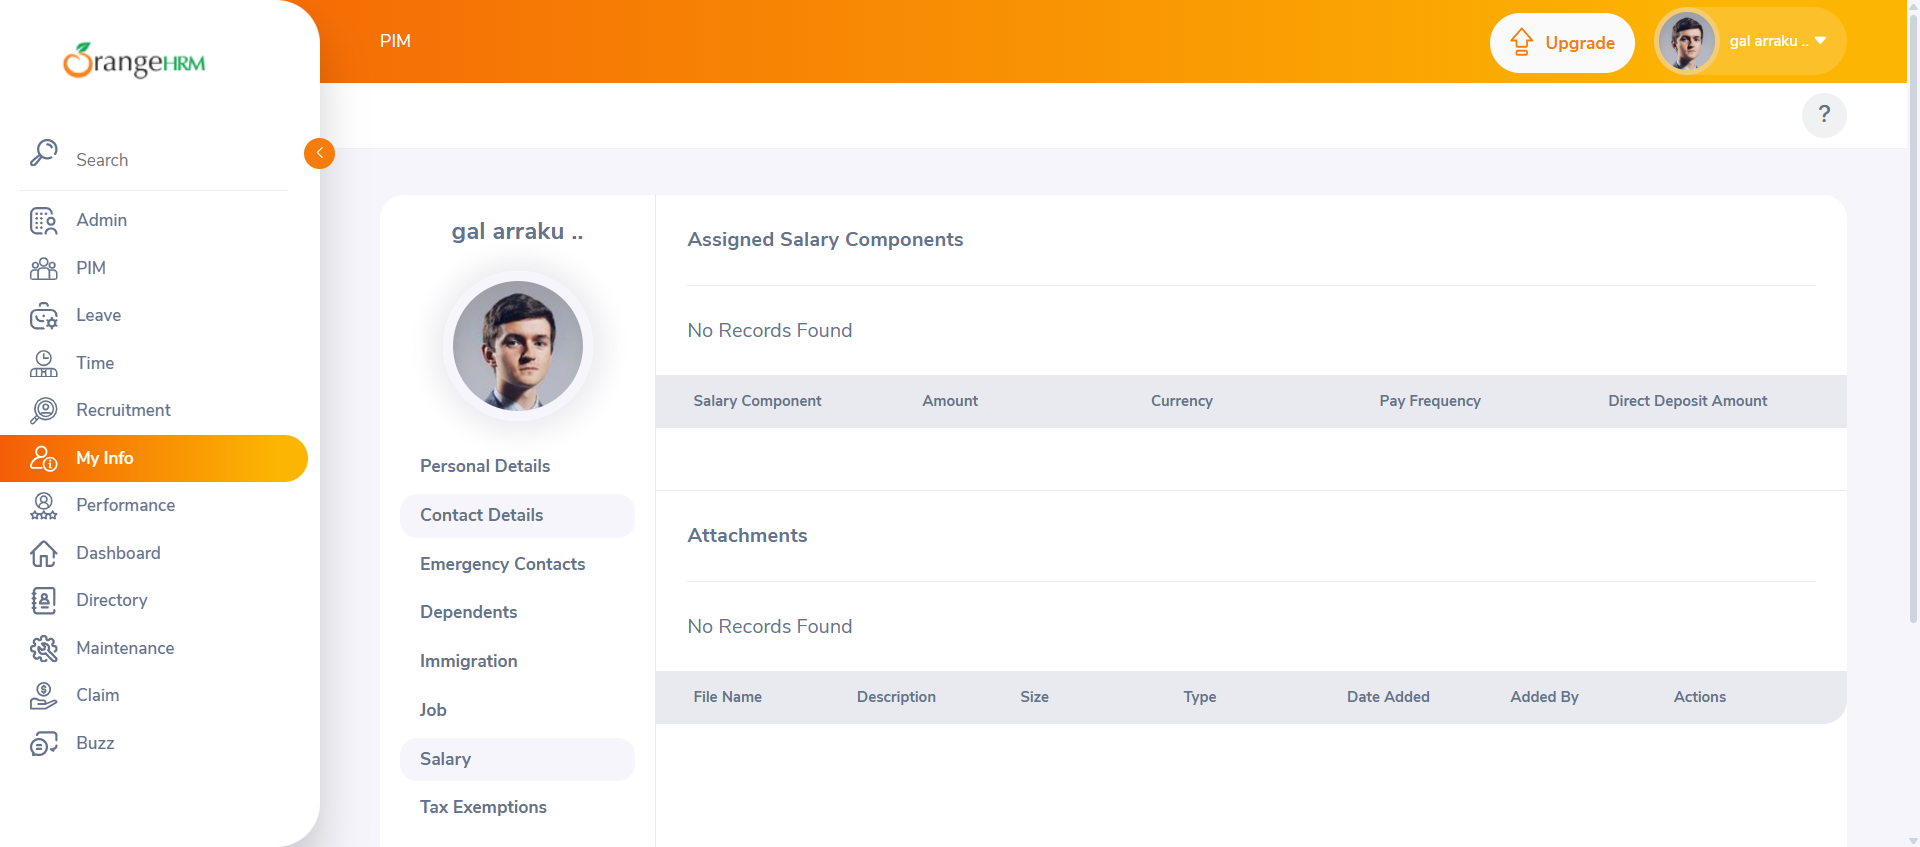 OrangeHRM
Search
Admin
PIM
Leave
Time
Recruitment
My Info
Performance
Dashboard
Directory
Maintenance
Claim
Buzz
PIM
Upgrade
gal arraku ..
?
gal arraku ..
Personal Details
Contact Details
Emergency Contacts
Dependents
Immigration
Job
Salary
Tax Exemptions
Assigned Salary Components
No Records Found
Salary Component Amount Currency Pay Frequency Direct Deposit Amount
Attachments
No Records Found
File Name Description Size Type Date Added Added By Actions